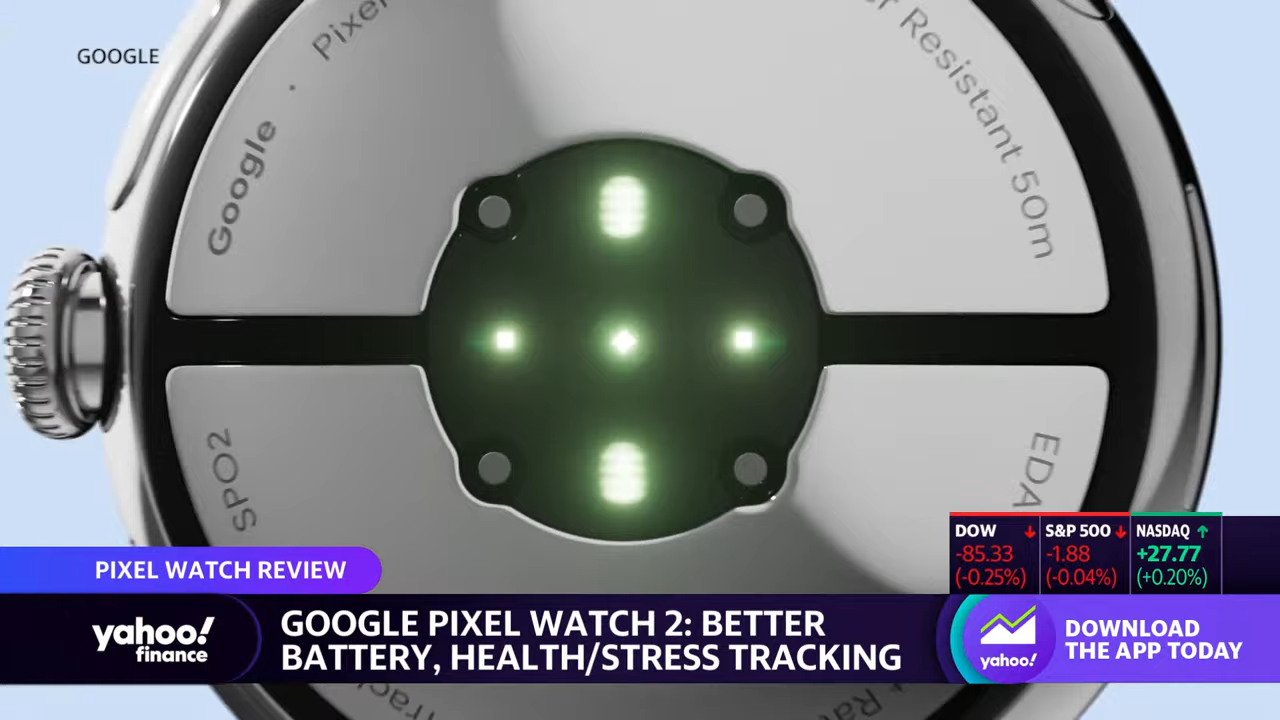 GOOGLE
Google
Resistant 50m
SPO2
EDA
PIXEL WATCH REVIEW
yahoo!
finance
GOOGLE PIXEL WATCH 2: BETTER
BATTERY, HEALTH/STRESS TRACKING
DOW
-85.33
(-0.25%)
S&P 500
-1.88
(-0.04%)
NASDAQ
+27.77
(+0.20%)
yahoo!
DOWNLOAD
THE APP TODAY